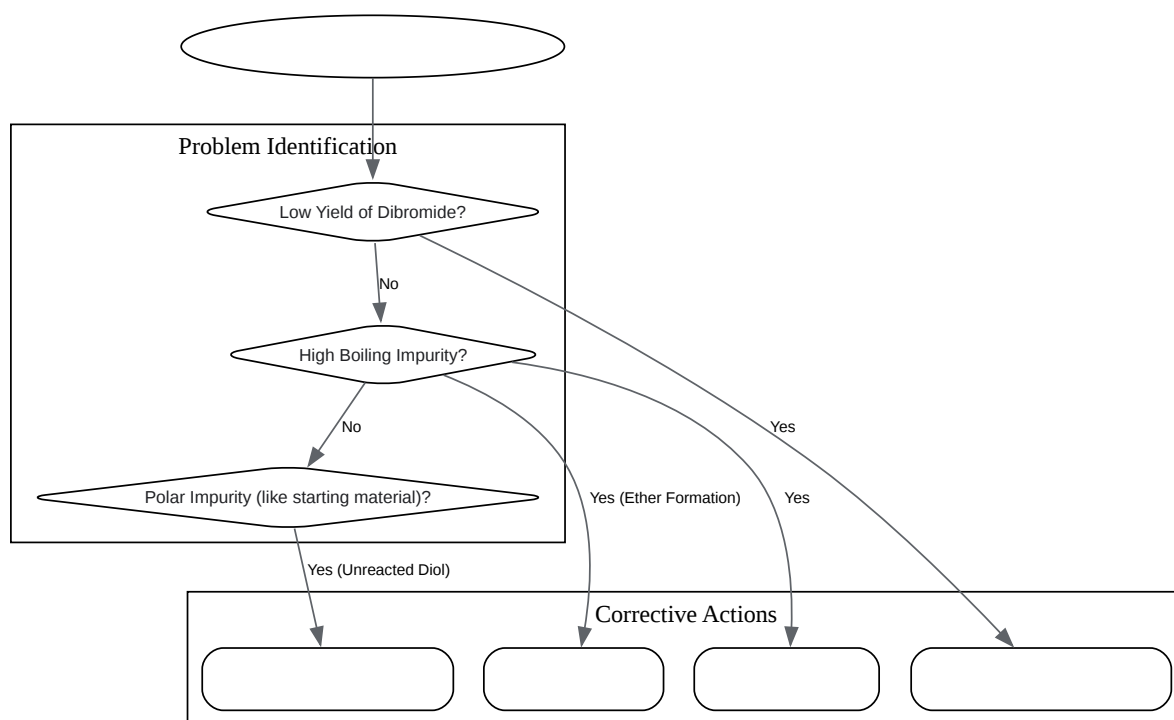 Problem Identification
Low Yield of Dibromide?
No
High Boiling Impurity?
No
Yes
Polar Impurity (like starting material)?
Yes (Ether Formation)
Yes
Yes (Unreacted Diol)
Corrective Actions